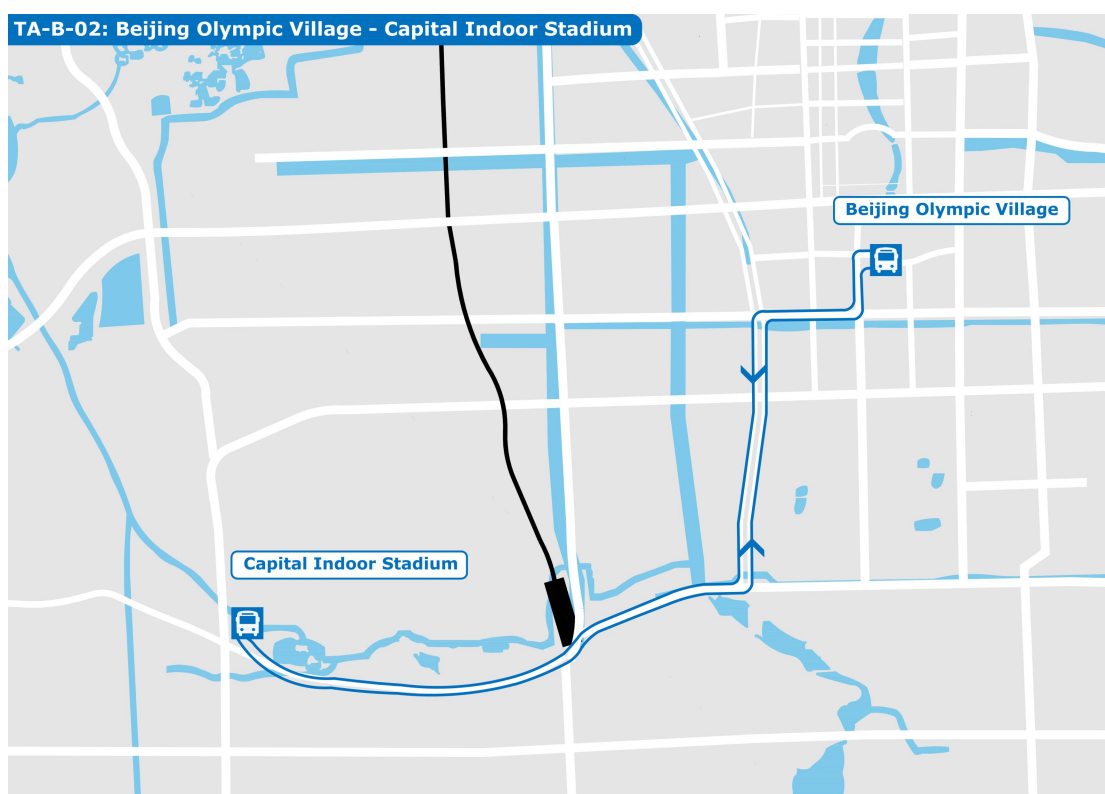 TA-B-02: Beijing Olympic Village - Capital Indoor Stadium
Beijing Olympic Village
Capital Indoor Stadium